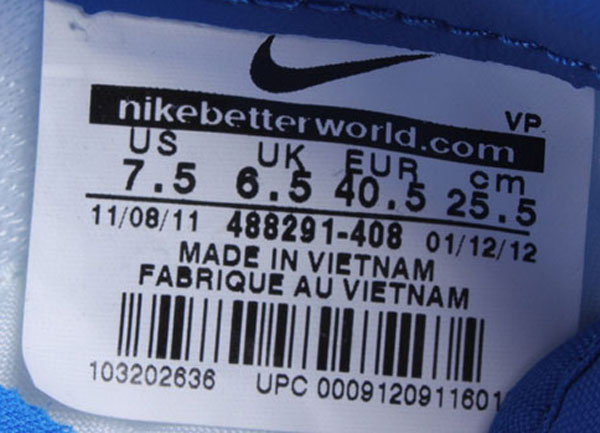 VP
nikebetterworld.com
US UK EUR cm
7.5 6.5 40.5 25.5
11/08/11 488291-408 01/12/12
MADE IN VIETNAM
FABRIQUE AU VIETNAM
103202636 UPC 0009120911601